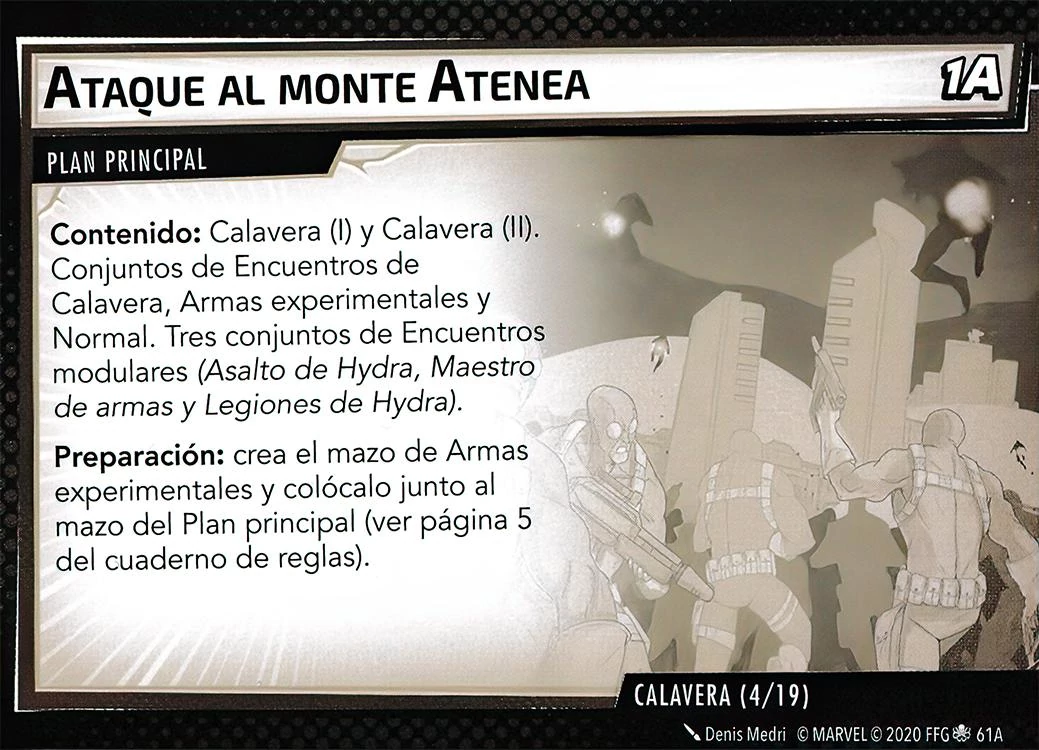 ATAQUE AL MONTE ATENEA
1A
PLAN PRINCIPAL
Contenido: Calavera (I) y Calavera (II).
Conjuntos de Encuentros de
Calavera, Armas experimentales y
Normal. Tres conjuntos de Encuentros
modulares (Asalto de Hydra, Maestro
de armas y Legiones de Hydra).
Preparación: crea el mazo de Armas
experimentales y colócalo junto al
mazo del Plan principal (ver página 5
del cuaderno de reglas).
CALAVERA (4/19)
Denis Medri © MARVEL © 2020 FFG 61A